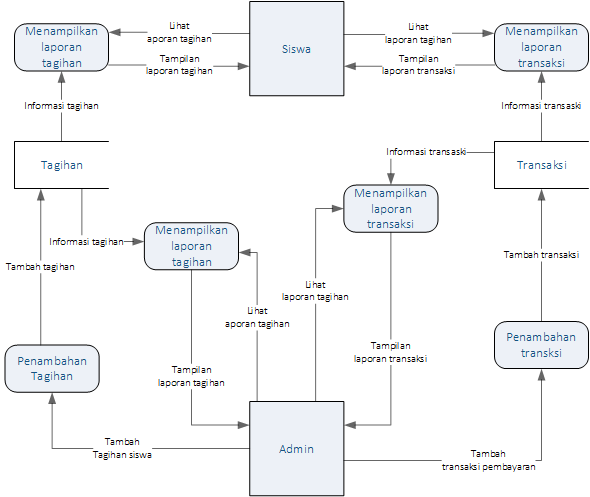 Menampilkan
laporan
tagihan
Lihat
aporan tagihan
Tampilan
laporan tagihan
Siswa
Lihat
laporan tagihan
Tampilan
laporan transaksi
Menampilkan
laporan
transaksi
Informasi tagihan
Informasi transaski
Tagihan
Informasi transaski
Transaksi
Menampilkan
laporan
transaksi
Informasi tagihan
Menampilkan
laporan
tagihan
Tambah tagihan
Tambah transaksi
Lihat
laporan tagihan
Lihat
aporan tagihan
Penambahan
Tagihan
Tampilan
laporan tagihan
Tampilan
laporan transaksi
Penambahan
transksi
Tambah
Tagihan siswa
Admin
Tambah
transaksi pembayaran